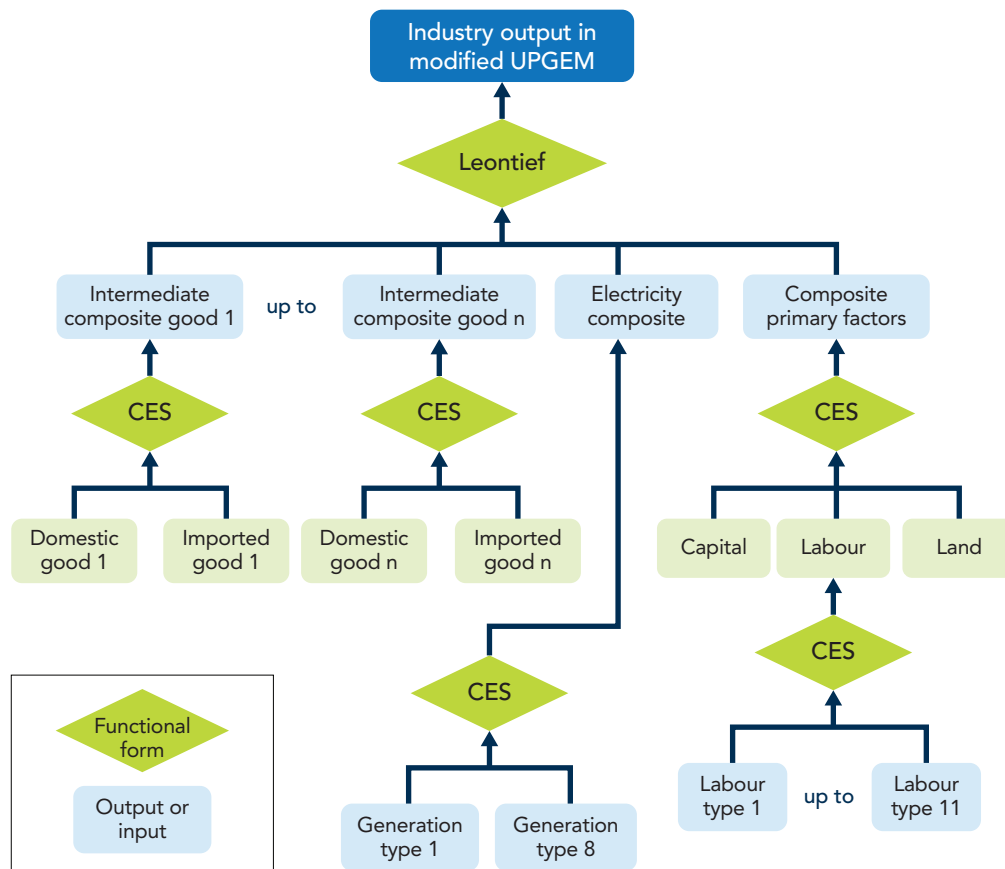 Industry output in
modified UPGEM
Leontief
Intermediate
composite good 1
up to
Intermediate
composite good n
Electricity
composite
Composite
primary factors
CES
CES
CES
Domestic
good 1
Imported
good 1
Domestic
good n
Imported
good n
Capital
Labour
Land
CES
CES
Functional
form
Output or
input
Generation
type 1
Generation
type 8
Labour
type 1
up to
Labour
type 11